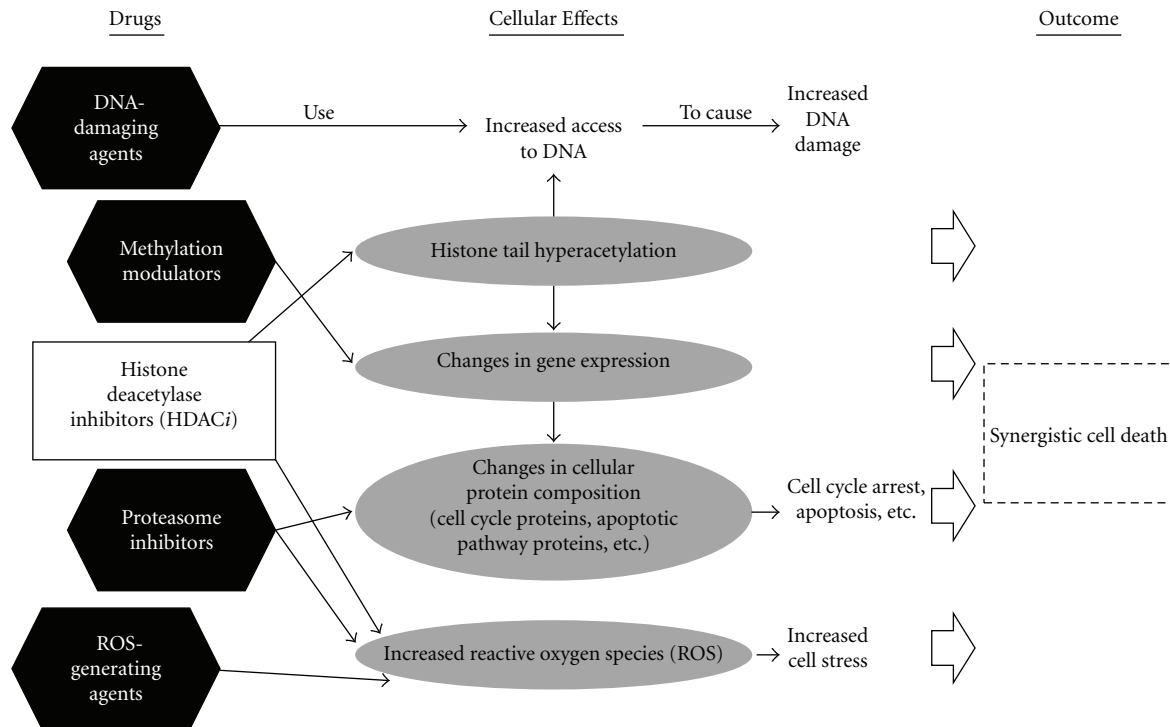 Drugs
Cellular Effects
Outcome
DNA-
damaging
agents
Use
Increased access
to DNA
To cause
Increased
DNA
damage
Methylation
modulators
Histone tail hyperacetylation
Histone
deacetylase
inhibitors (HDACi)
Changes in gene expression
Synergistic cell death
Proteasome
inhibitors
Changes in cellular
protein composition
(cell cycle proteins, apoptotic
pathway proteins, etc.)
Cell cycle arrest,
apoptosis, etc.
ROS-
generating
agents
Increased reactive oxygen species (ROS)
Increased
cell stress